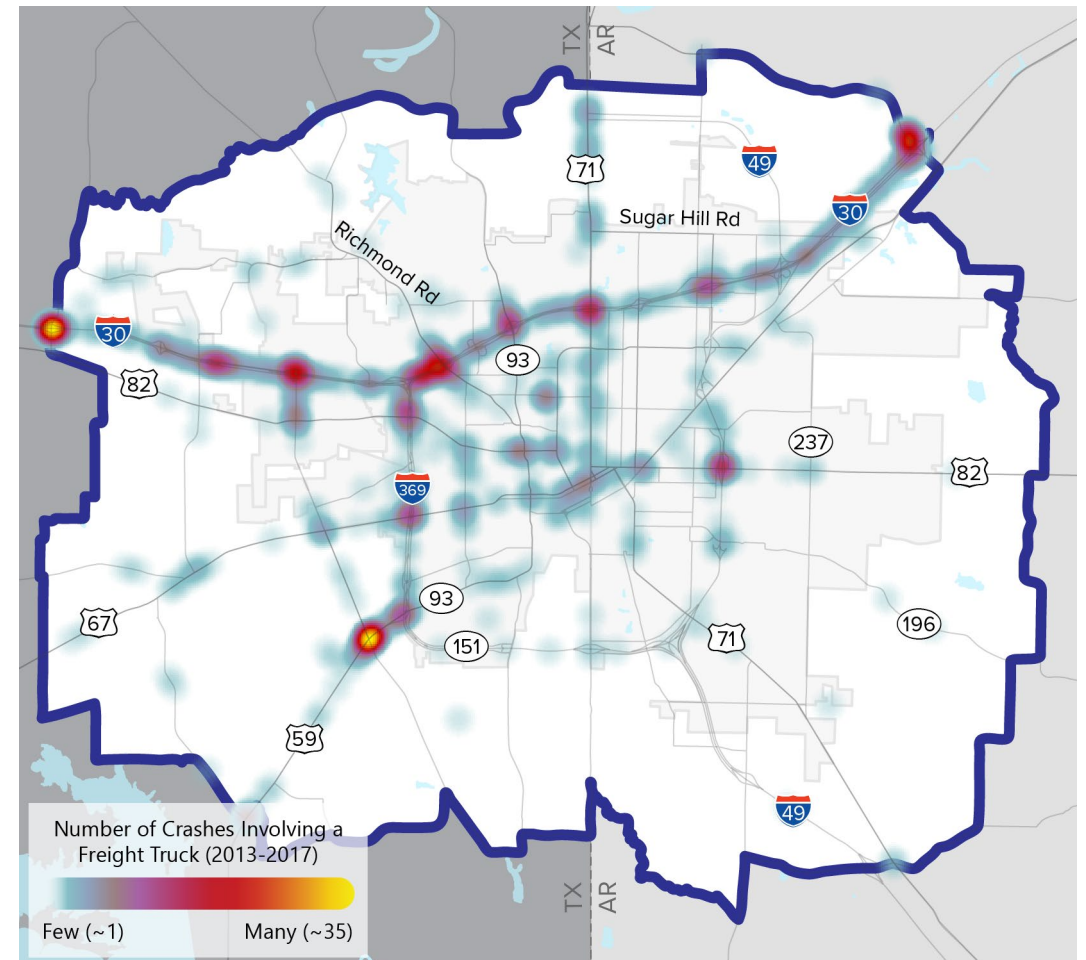 TX
AR
71
49
Sugar Hill Rd
30
Richmond Rd
30
93
82
237
82
369
93
67
196
151
71
59
49
Number of Crashes Involving a
Freight Truck (2013-2017)
Few (~1)
Many (~35)
TX
AR